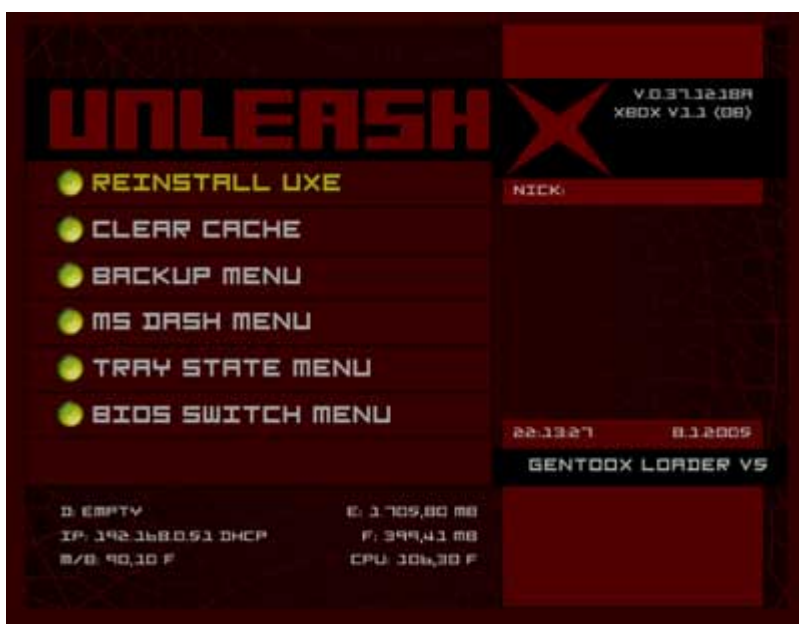 UNLEASH X
V.0.37.1218A
XBOX V1.1 (08)
REINSTALL UXE
NICK:
CLEAR CACHE
BACKUP MENU
MS DASH MENU
TRAY STATE MENU
BIOS SWITCH MENU
22:13:27 8.1.2005
GENTOOX LOADER V5
D: EMPTY E: 1 705,80 MB
IP: 192.168.0.51 DHCP F: 399,41 MB
M/B: 90,10 F CPU: 106,30 F